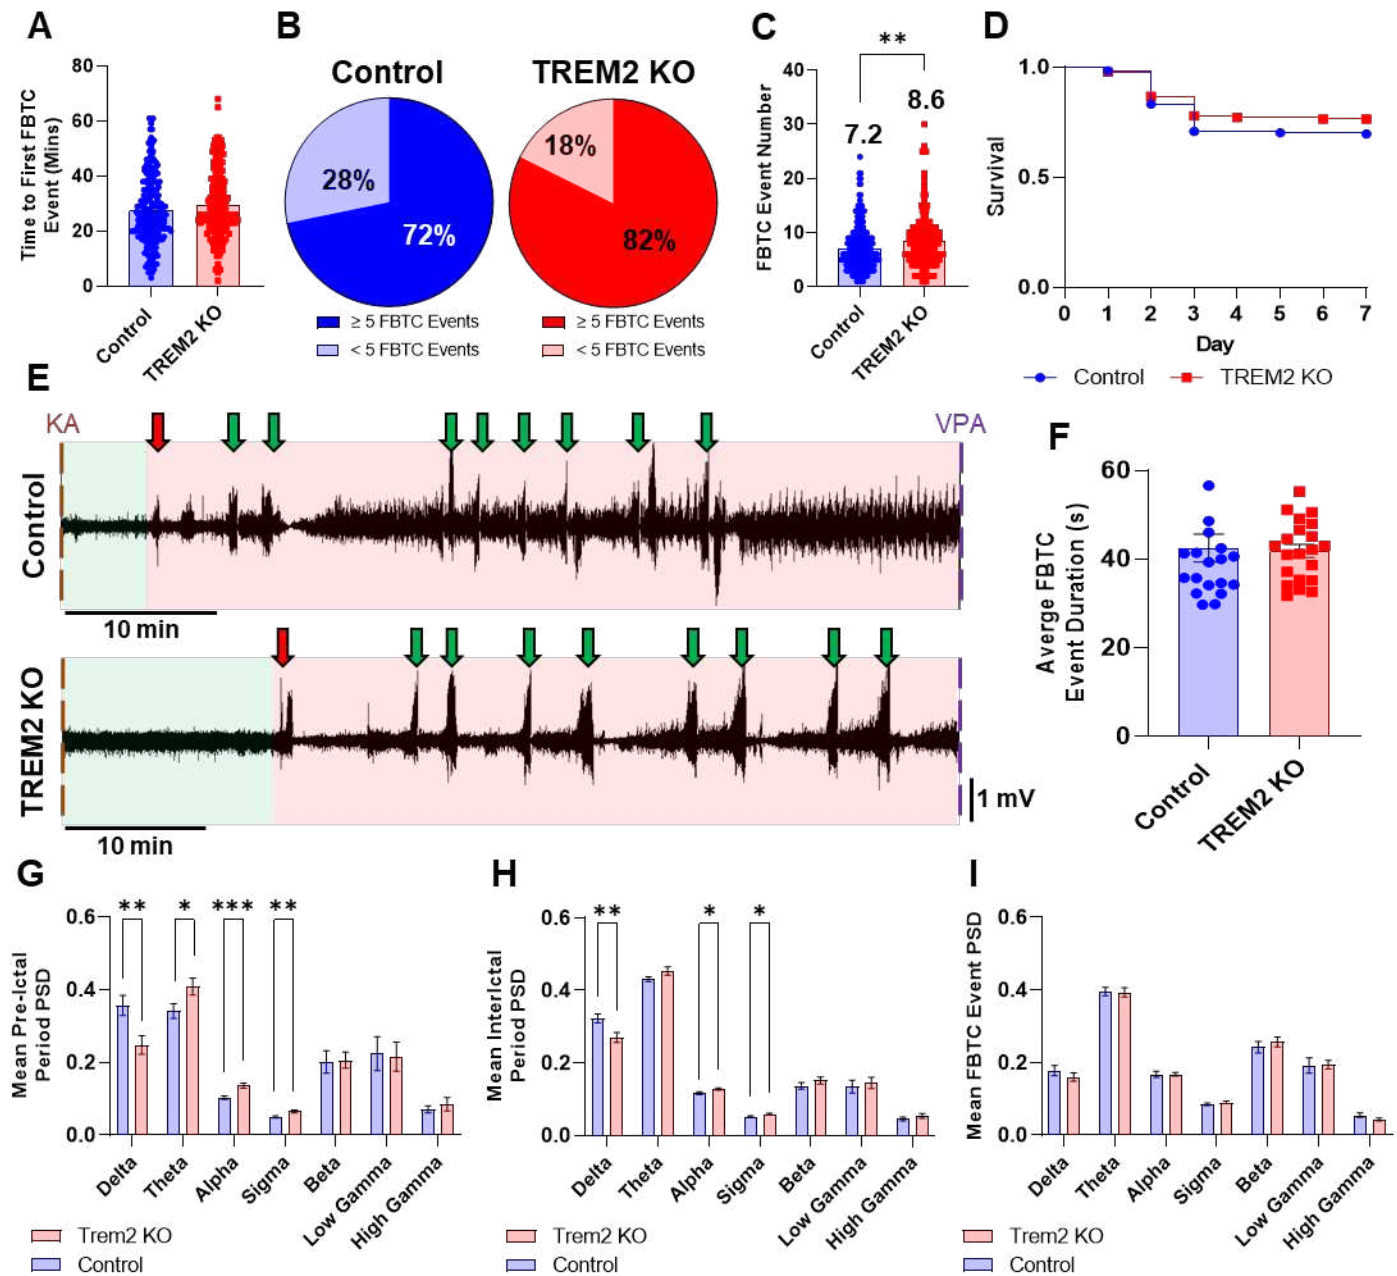 A
Time to First FBTC
Event (Mins)
80
60
40
20
0
Control
TREM2 KO
B
Control
TREM2 KO
28%
72%
18%
82%
≥ 5 FBTC Events
< 5 FBTC Events
≥ 5 FBTC Events
< 5 FBTC Events
C
FBTC Event Number
**
40
30
20
10
0
7.2
8.6
Control
TREM2 KO
D
Survival
1.0
0.5
0.0
0 1 2 3 4 5 6 7
Day
Control
TREM2 KO
E
KA
VPA
Control
10 min
TREM2 KO
10 min
1 mV
F
Averge FBTC
Event Duration (s)
60
40
20
0
Control
TREM2 KO
G
Mean Pre-Ictal
Period PSD
** * *** **
0.6
0.4
0.2
0.0
Delta
Theta
Alpha
Sigma
Beta
Low Gamma
High Gamma
Trem2 KO
Control
H
Mean Interictal
Period PSD
** * *
0.6
0.4
0.2
0.0
Delta
Theta
Alpha
Sigma
Beta
Low Gamma
High Gamma
Trem2 KO
Control
I
Mean FBTC Event PSD
0.6
0.4
0.2
0.0
Delta
Theta
Alpha
Sigma
Beta
Low Gamma
High Gamma
Trem2 KO
Control